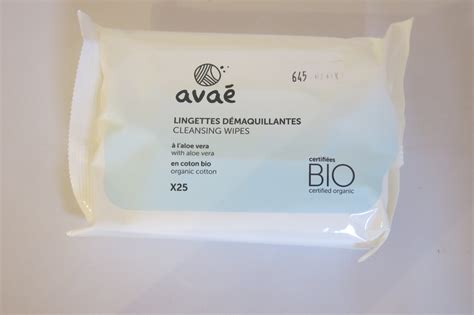 avaé
645
LINGETTES DÉMAQUILLANTES
CLEANSING WIPES
à l'aloe vera
with aloe vera
en coton bio
organic cotton
X25
certifiées
BIO
certified organic